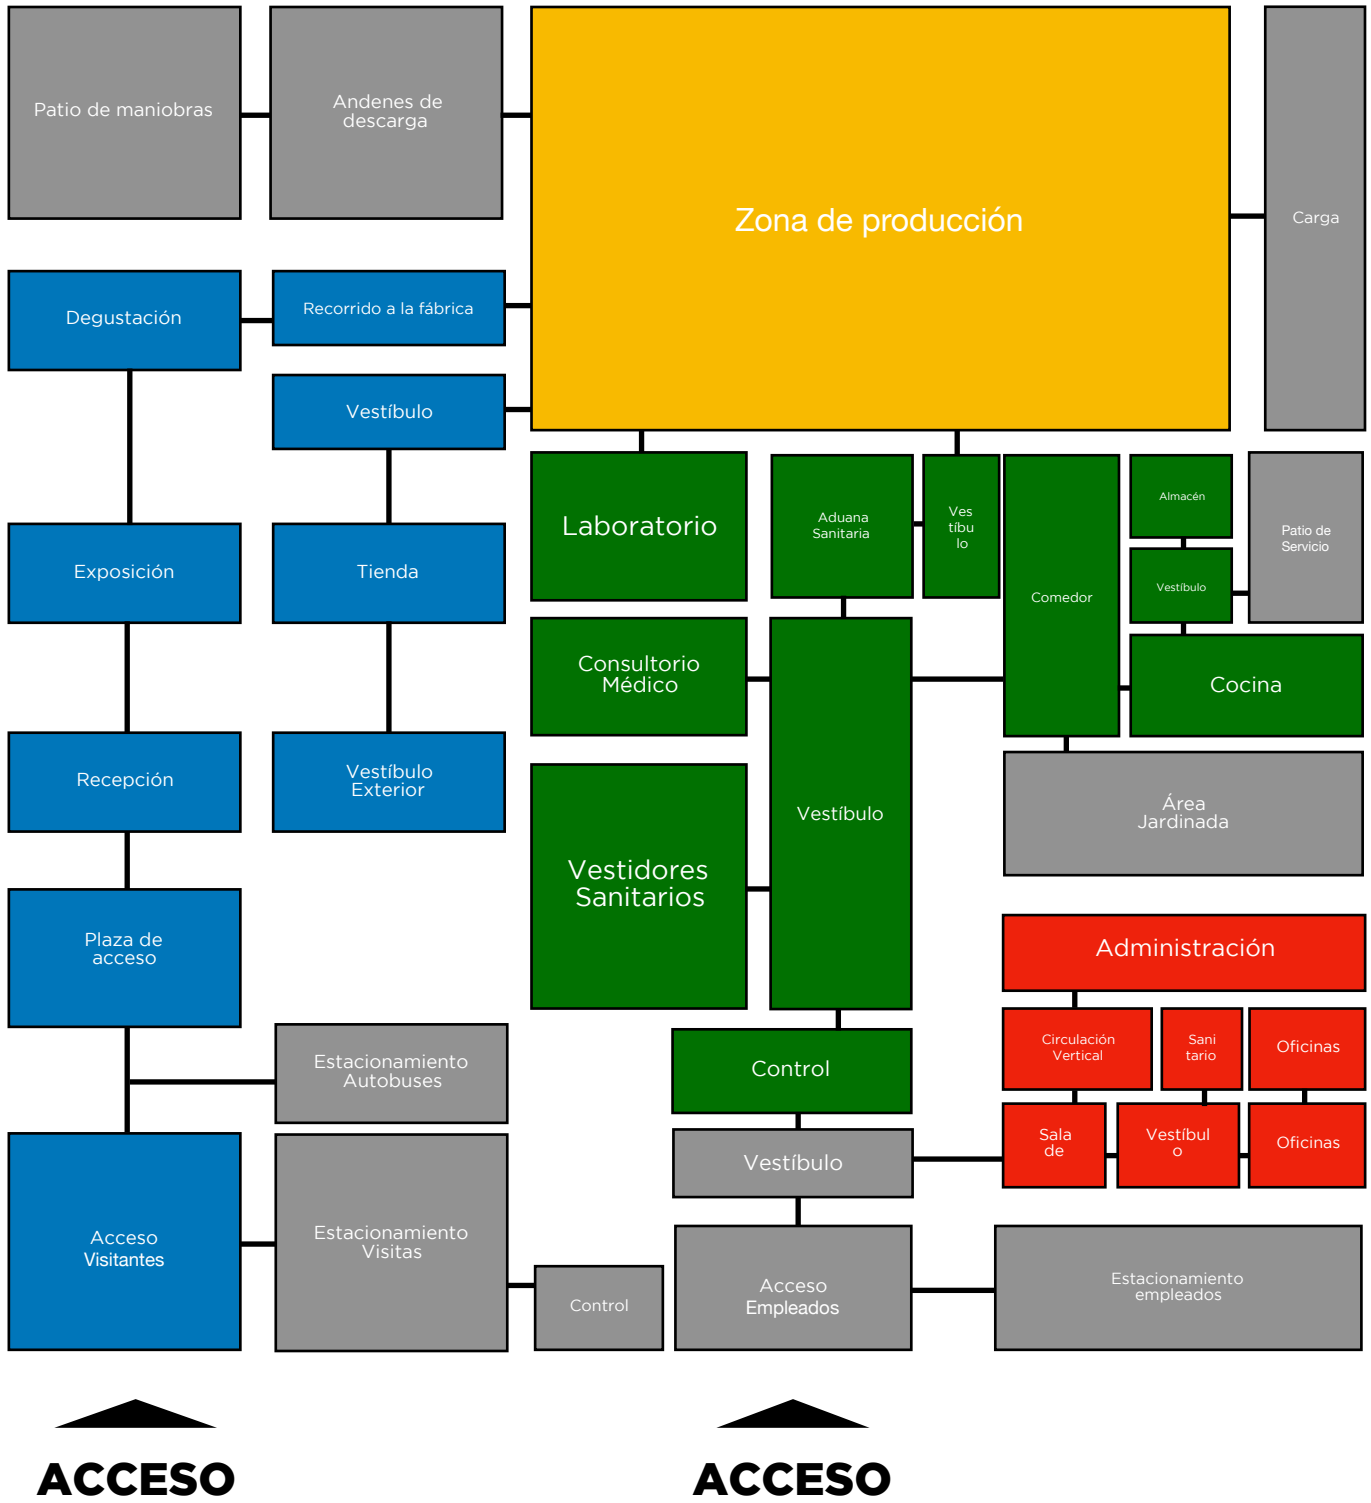 Patio de maniobras
Andenes de
descarga
Zona de producción
Carga
Degustación
Recorrido a la fábrica
Vestíbulo
Laboratorio
Aduana
Sanitaria
Ves
tíbu
lo
Comedor
Almacén
Vestíbulo
Patio de
Servicio
Exposición
Tienda
Consultorio
Médico
Cocina
Recepción
Vestíbulo
Exterior
Vestíbulo
Área
Jardinada
Vestidores
Sanitarios
Plaza de
acceso
Administración
Estacionamiento
Autobuses
Control
Circulación
Vertical
Sani
tario
Oficinas
Vestíbulo
Sala
de
Vestíbul
o
Oficinas
Acceso
Visitantes
Estacionamiento
Visitas
Control
Acceso
Empleados
Estacionamiento
empleados
ACCESO
ACCESO